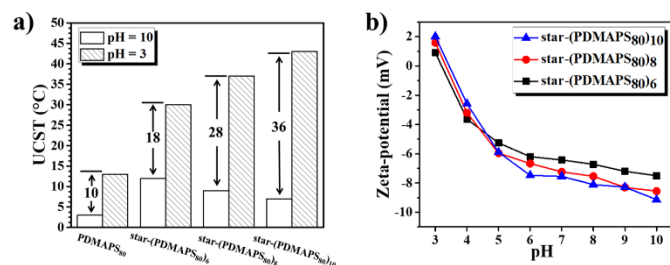 a)
UCST (°C)
50
45
40
35
30
25
20
15
10
5
0
pH = 10
pH = 3
10
18
28
36
PDMAPS80
star-(PDMAPS80)6
star-(PDMAPS80)8
star-(PDMAPS80)10
b)
Zeta-potential (mV)
2
0
-2
-4
-6
-8
-10
star-(PDMAPS80)10
star-(PDMAPS80)8
star-(PDMAPS80)6
3 4 5 6 7 8 9 10
pH